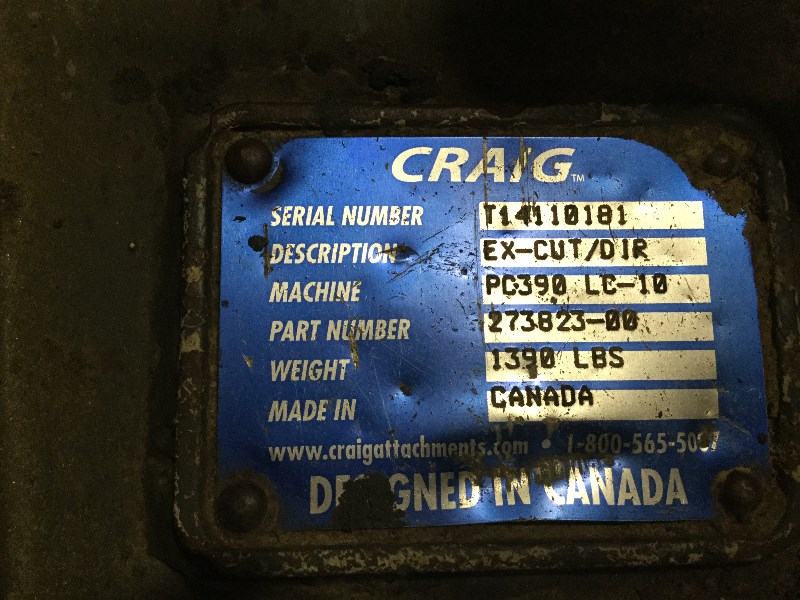 CRAIG™
SERIAL NUMBER T14110181
DESCRIPTION EX-CUT/DIR
MACHINE PC390 LC-10
PART NUMBER 273823-00
WEIGHT 1390 LBS
MADE IN CANADA
www.craigattachments.com •
DESIGNED IN CANADA